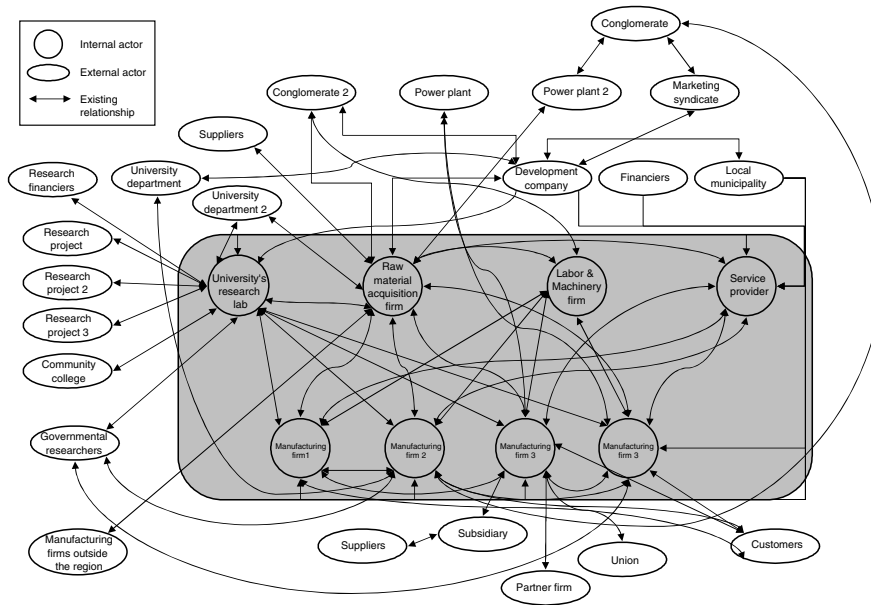 Internal actor
External actor
Existing
relationship
Conglomerate
Conglomerate 2
Power plant
Power plant 2
Marketing
syndicate
Suppliers
Research
financiers
University
department
Development
company
Financiers
Local
municipality
University
department 2
Research
project
Research
project 2
Research
project 3
Community
college
University's
research
lab
Raw
material
acquisition
firm
Labor &
Machinery
firm
Service
provider
Governmental
researchers
Manufacturing
firm1
Manufacturing
firm 2
Manufacturing
firm 3
Manufacturing
firm 3
Manufacturing
firms outside
the region
Suppliers
Subsidiary
Customers
Union
Partner firm